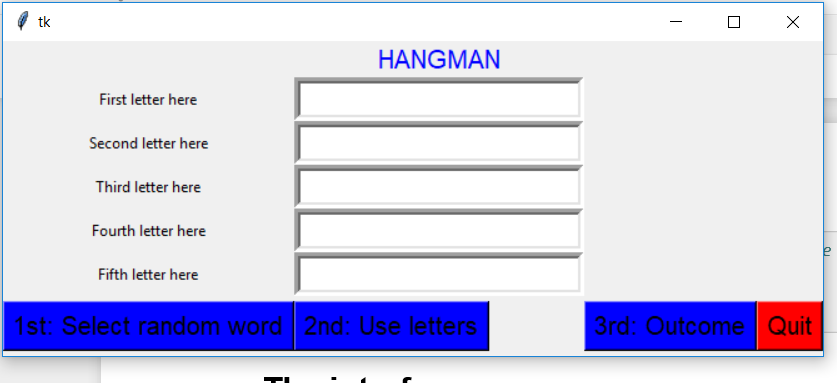 tk
HANGMAN
First letter here
Second letter here
Third letter here
Fourth letter here
Fifth letter here
1st: Select random word 2nd: Use letters 3rd: Outcome Quit